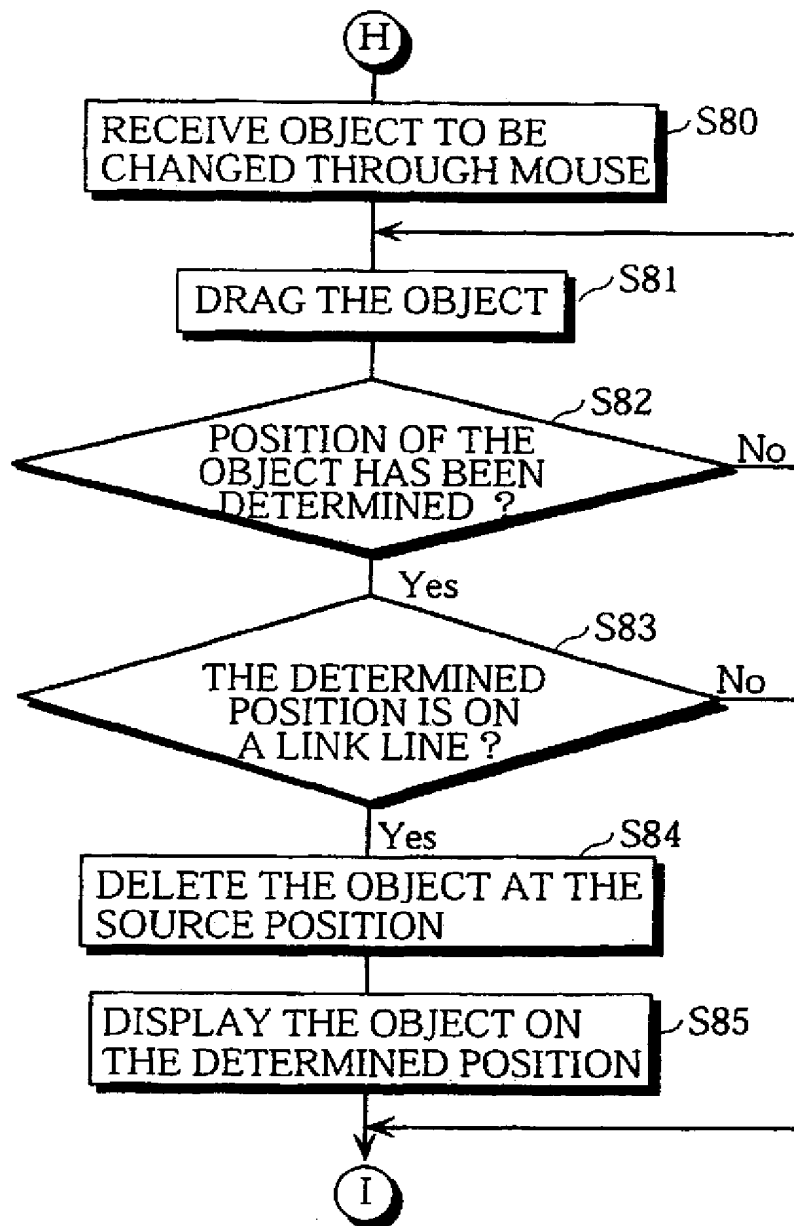 H
RECEIVE OBJECT TO BE
CHANGED THROUGH MOUSE
S80
DRAG THE OBJECT
S81
S82
POSITION OF THE
OBJECT HAS BEEN
DETERMINED ?
No
Yes
S83
THE DETERMINED
POSITION IS ON
A LINK LINE ?
No
Yes
S84
DELETE THE OBJECT AT THE
SOURCE POSITION
DISPLAY THE OBJECT ON
THE DETERMINED POSITION
S85
I